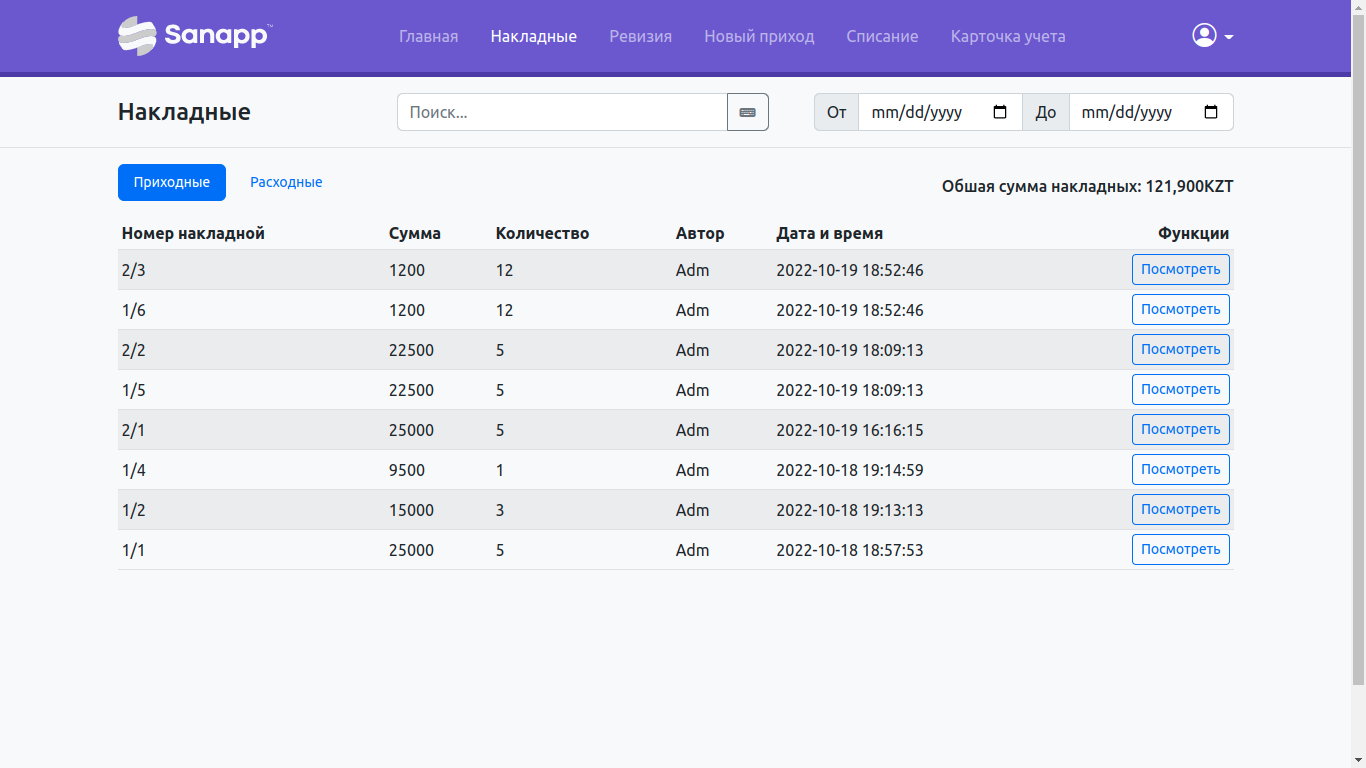 Sanapp™ Главная Накладные Ревизия Новый приход Списание Карточка учета
Накладные Поиск... От mm/dd/yyyy До mm/dd/yyyy
Приходные Расходные Обшая сумма накладных: 121,900KZT
Номер накладной Сумма Количество Автор Дата и время Функции
2/3 1200 12 Adm 2022-10-19 18:52:46 Посмотреть
1/6 1200 12 Adm 2022-10-19 18:52:46 Посмотреть
2/2 22500 5 Adm 2022-10-19 18:09:13 Посмотреть
1/5 22500 5 Adm 2022-10-19 18:09:13 Посмотреть
2/1 25000 5 Adm 2022-10-19 16:16:15 Посмотреть
1/4 9500 1 Adm 2022-10-18 19:14:59 Посмотреть
1/2 15000 3 Adm 2022-10-18 19:13:13 Посмотреть
1/1 25000 5 Adm 2022-10-18 18:57:53 Посмотреть